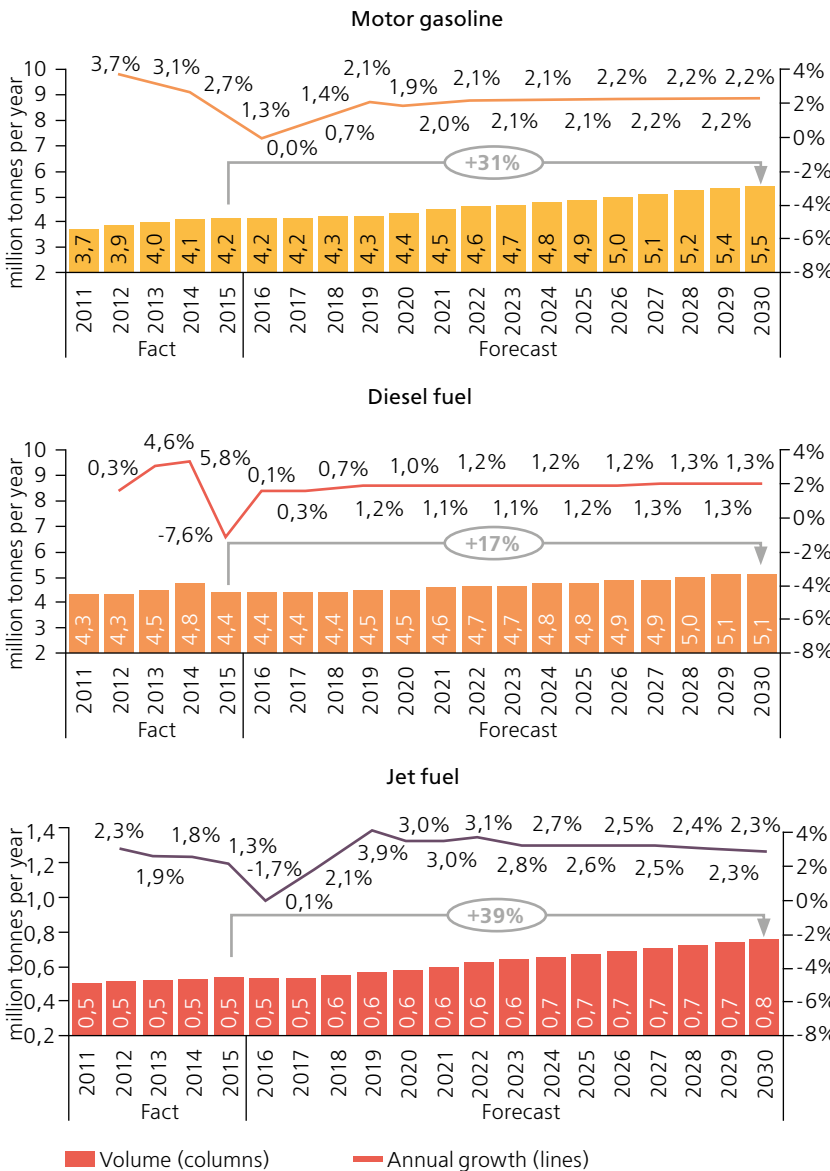 Motor gasoline
million tonnes per year
10
9
8
7
6
5
4
3
2
3,7% 3,1% 2,7% 1,3% 0,0% 1,4% 0,7% 2,1% 1,9% 2,0% 2,1% 2,1% 2,1% 2,1% 2,2% 2,2% 2,2% 2,2% 2,2%
4%
2%
0%
-2%
-4%
-6%
-8%
+31%
3,7 3,9 4,0 4,1 4,2 4,2 4,2 4,3 4,3 4,4 4,5 4,6 4,7 4,8 4,9 5,0 5,1 5,2 5,4 5,5
2011 2012 2013 2014 2015 2016 2017 2018 2019 2020 2021 2022 2023 2024 2025 2026 2027 2028 2029 2030
Fact Forecast
Diesel fuel
million tonnes per year
10
9
8
7
6
5
4
3
2
0,3% 4,6% -7,6% 5,8% 0,1% 0,3% 0,7% 1,2% 1,0% 1,1% 1,2% 1,1% 1,2% 1,2% 1,2% 1,3% 1,3% 1,3% 1,3%
4%
2%
0%
-2%
-4%
-6%
-8%
+17%
4,3 4,3 4,5 4,8 4,4 4,4 4,4 4,4 4,5 4,5 4,6 4,7 4,7 4,8 4,8 4,9 4,9 5,0 5,1 5,1
2011 2012 2013 2014 2015 2016 2017 2018 2019 2020 2021 2022 2023 2024 2025 2026 2027 2028 2029 2030
Fact Forecast
Jet fuel
million tonnes per year
1,4
1,2
1,0
0,8
0,6
0,4
0,2
2,3% 1,9% 1,8% 1,3% -1,7% 0,1% 2,1% 3,9% 3,0% 3,0% 3,1% 2,8% 2,7% 2,6% 2,5% 2,5% 2,4% 2,3% 2,3%
4%
2%
0%
-2%
-4%
-6%
-8%
+39%
0,5 0,5 0,5 0,5 0,5 0,5 0,5 0,6 0,6 0,6 0,6 0,6 0,6 0,7 0,7 0,7 0,7 0,7 0,7 0,8
2011 2012 2013 2014 2015 2016 2017 2018 2019 2020 2021 2022 2023 2024 2025 2026 2027 2028 2029 2030
Fact Forecast
Volume (columns) Annual growth (lines)